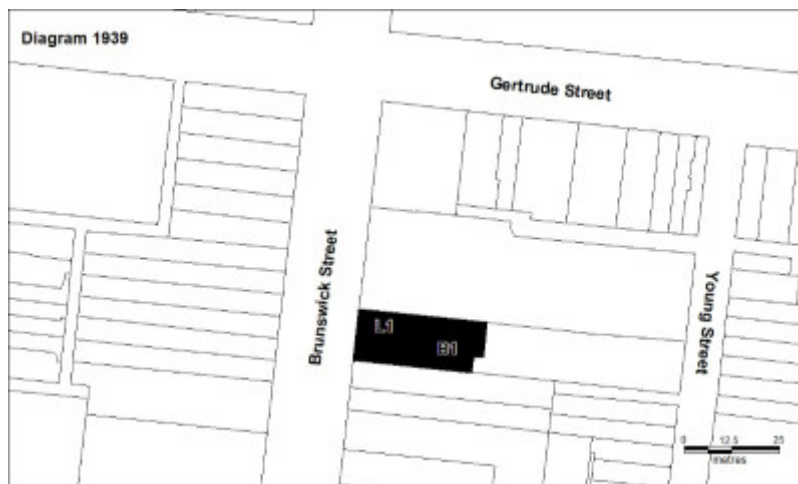 Diagram 1939
Gertrude Street
Brunswick Street
Young Street
L1
B1
0 12.5 25
metres